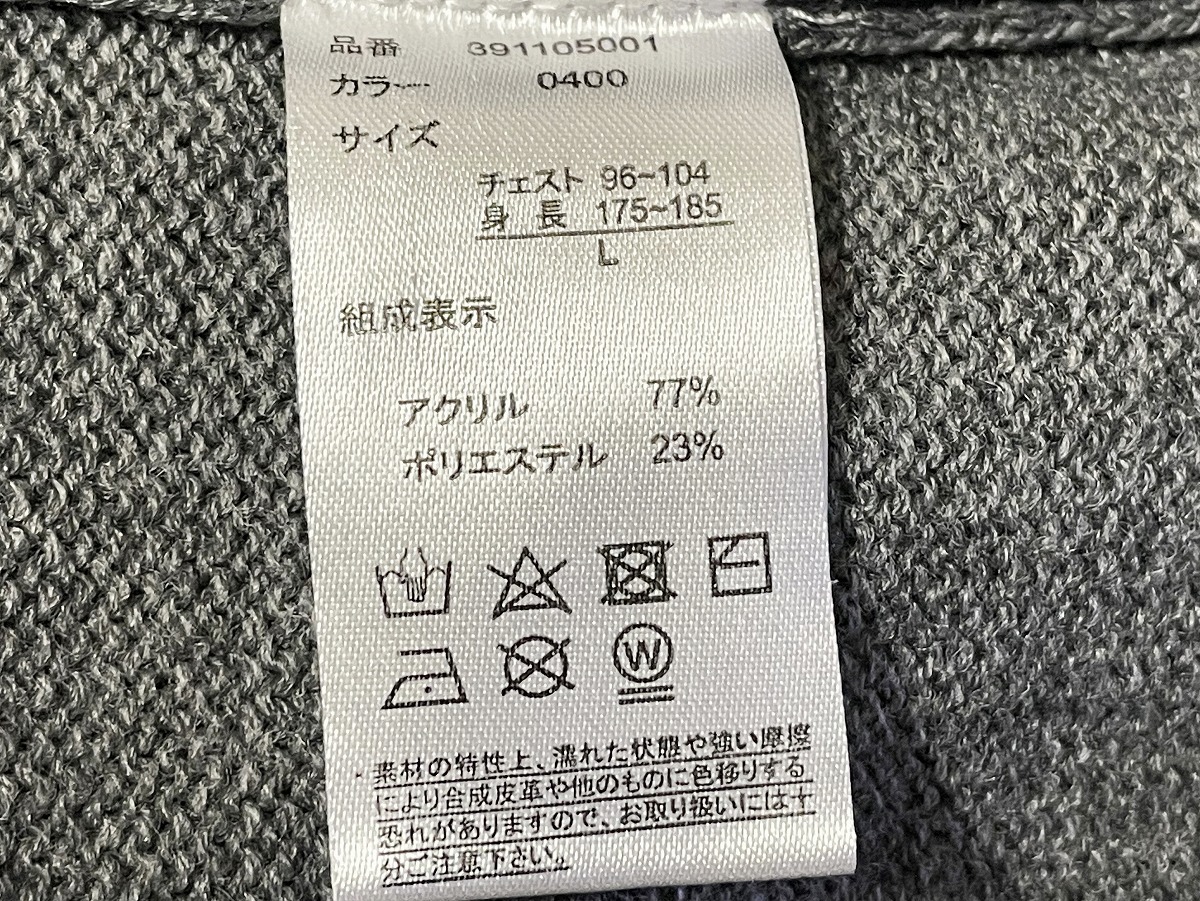 品番 391105001
カラー 0400
サイズ
チェスト 96~104
身長 175~185
L
組成表示
アクリル 77%
ポリエステル 23%
W
素材の特性上、濡れた状態や強い摩擦
により合成皮革や他のものに色移りする
恐れがありますので、お取り扱いには十
分ご注意下さい。